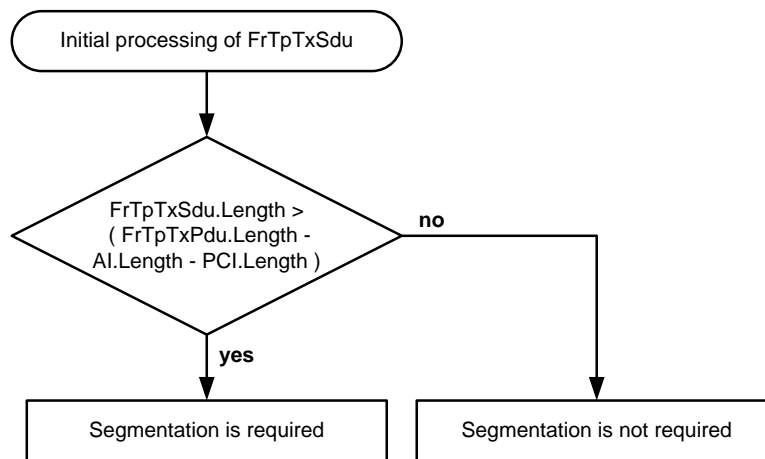 Initial processing of FrTpTxSdu
FrTpTxSdu.Length >
( FrTpTxPdu.Length -
AI.Length - PCI.Length )
no
yes
Segmentation is required
Segmentation is not required